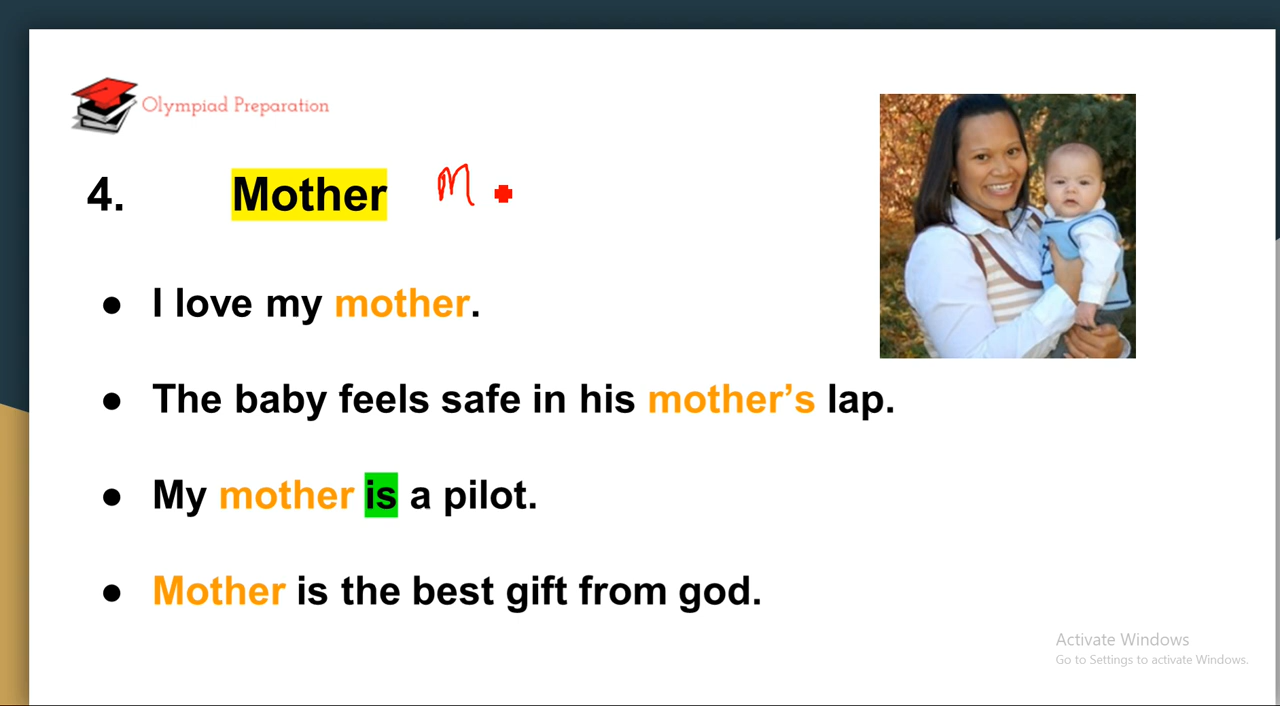 Olympiad Preparation
4. Mother m
● I love my mother.
● The baby feels safe in his mother’s lap.
● My mother is a pilot.
● Mother is the best gift from god.
Activate Windows
Go to Settings to activate Windows.